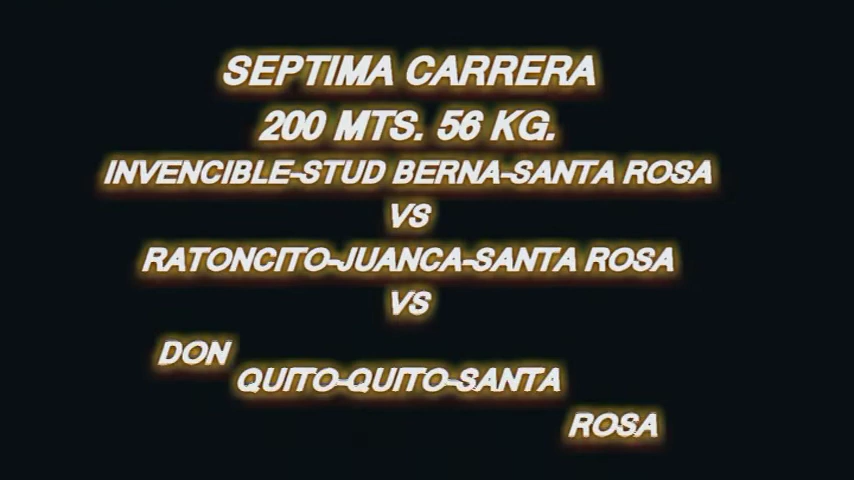 SEPTIMA CARRERA
200 MTS. 56 KG.
INVENCIBLE-STUD BERNA-SANTA ROSA
VS
RATONCITO-JUANCA-SANTA ROSA
VS
DON
QUITO-QUITO-SANTA
ROSA